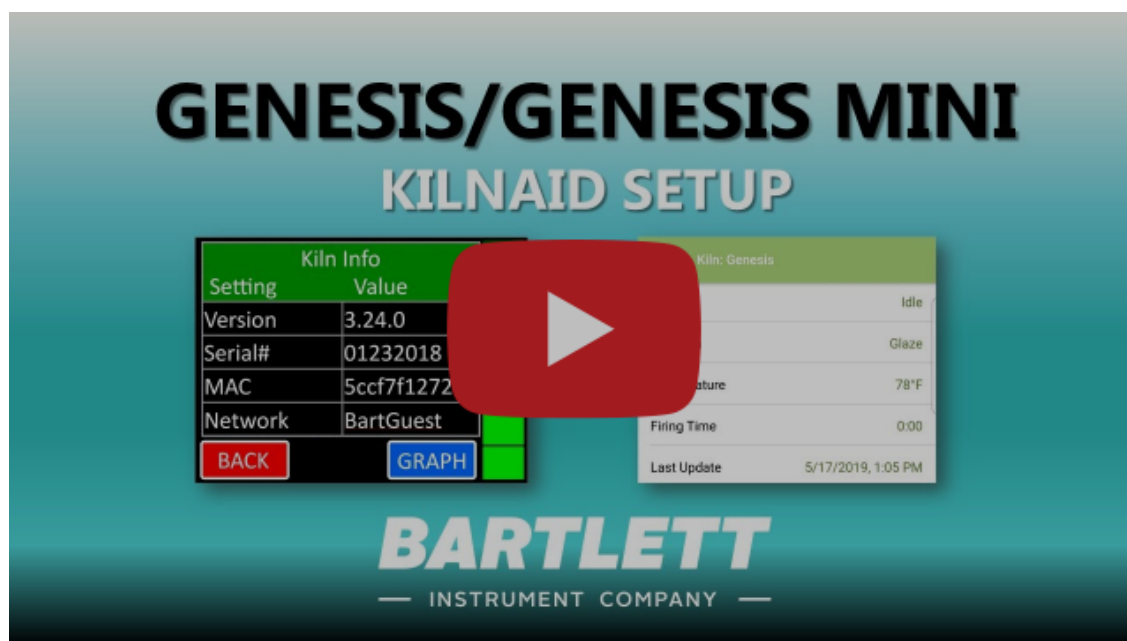 GENESIS/GENESIS MINI
KILNAID SETUP
Kiln Info
Setting Value
Version 3.24.0
Serial# 01232018
MAC 5ccf7f1272
Network BartGuest
BACK GRAPH
Kiln: Genesis
Idle
Glaze
78°F
Firing Time 0:00
Last Update 5/17/2019, 1:05 PM
BARTLETT
INSTRUMENT COMPANY